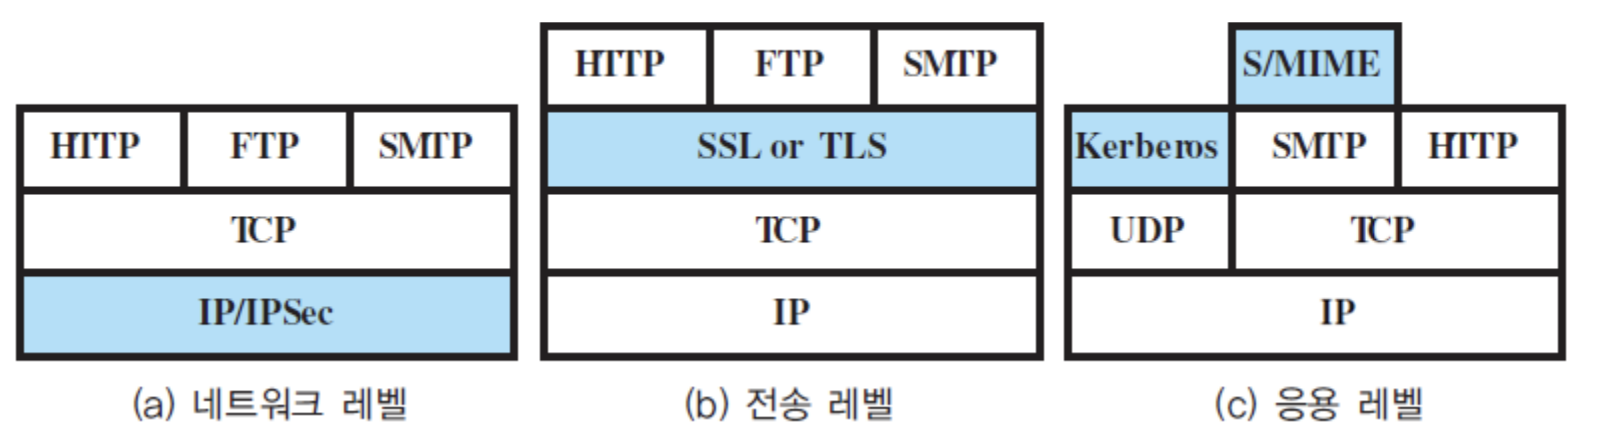 HTTP FTP SMTP
TCP
IP/IPSec
(a) 네트워크 레벨
HTTP FTP SMTP
SSL or TLS
TCP
IP
(b) 전송 레벨
S/MIME
Kerberos SMTP HTTP
UDP TCP
IP
(c) 응용 레벨